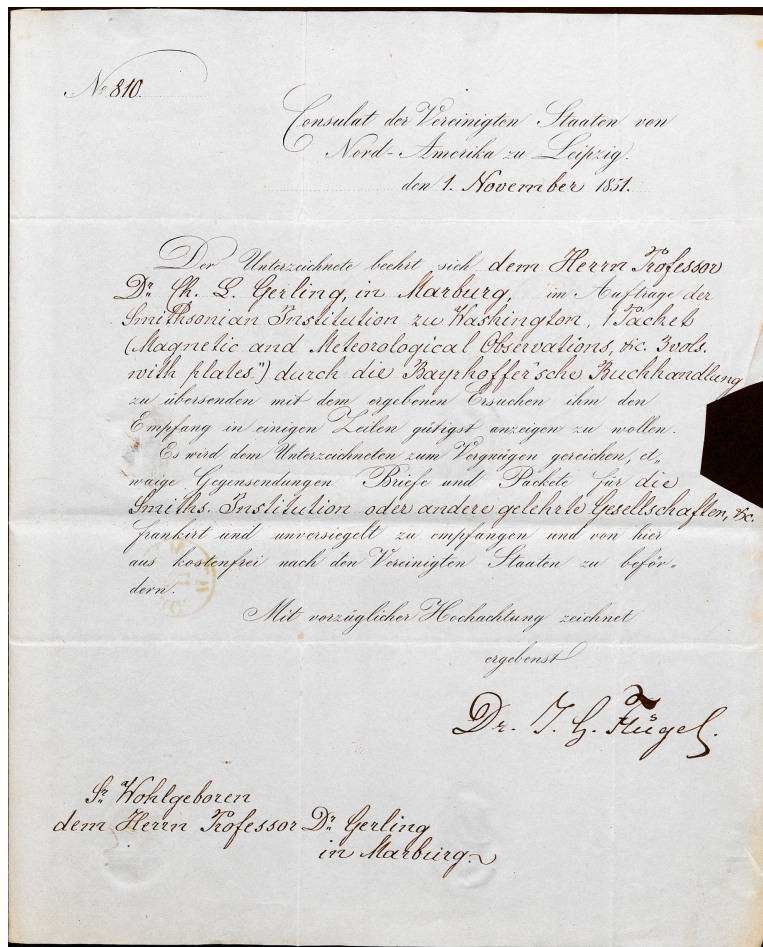 No. 810.
Consulat der Vereinigten Staaten von
Nord-Amerika zu Leipzig.
den 1. November 1851.
Der Unterzeichnete beehrt sich dem Herrn Professor
Dr. Ch. L. Gerling, in Marburg, im Auftrage der
Smithsonian Institution zu Washington, 1 Packet
(Magnetic and Meteorological Observations, &c. 3 vols.
with plates.") durch die Bayrhoffer'sche Buchhandlung
zu übersenden mit dem ergebenen Ersuchen ihm den
Empfang in einigen Zeilen gütigst anzeigen zu wollen.
Es wird dem Unterzeichneten zum Vergnügen gereichen, et„
waige Gegensendungen Briefe und Packete für die
Smiths. Institution oder andere gelehrte Gesellschaften, &c.
frankirt und unversiegelt zu empfangen und von hier
aus kostenfrei nach den Vereinigten Staaten zu beför„
dern.
Mit vorzüglicher Hochachtung zeichnet
ergebenst
Dr. J. G. Flügel.
Sr. Wohlgeboren
dem Herrn Professor Dr. Gerling
in Marburg.